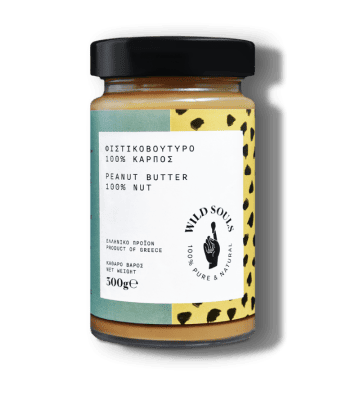 ΦΙΣΤΙΚΟΒΟΥΤΥΡΟ
100% ΚΑΡΠΟΣ
PEANUT BUTTER
100% NUT
ΕΛΛΗΝΙΚΟ ΠΡΟΪΟΝ
PRODUCT OF GREECE
ΚΑΘΑΡΟ ΒΑΡΟΣ
NET WEIGHT
500g℮
WILD SOULS
100% PURE & NATURAL